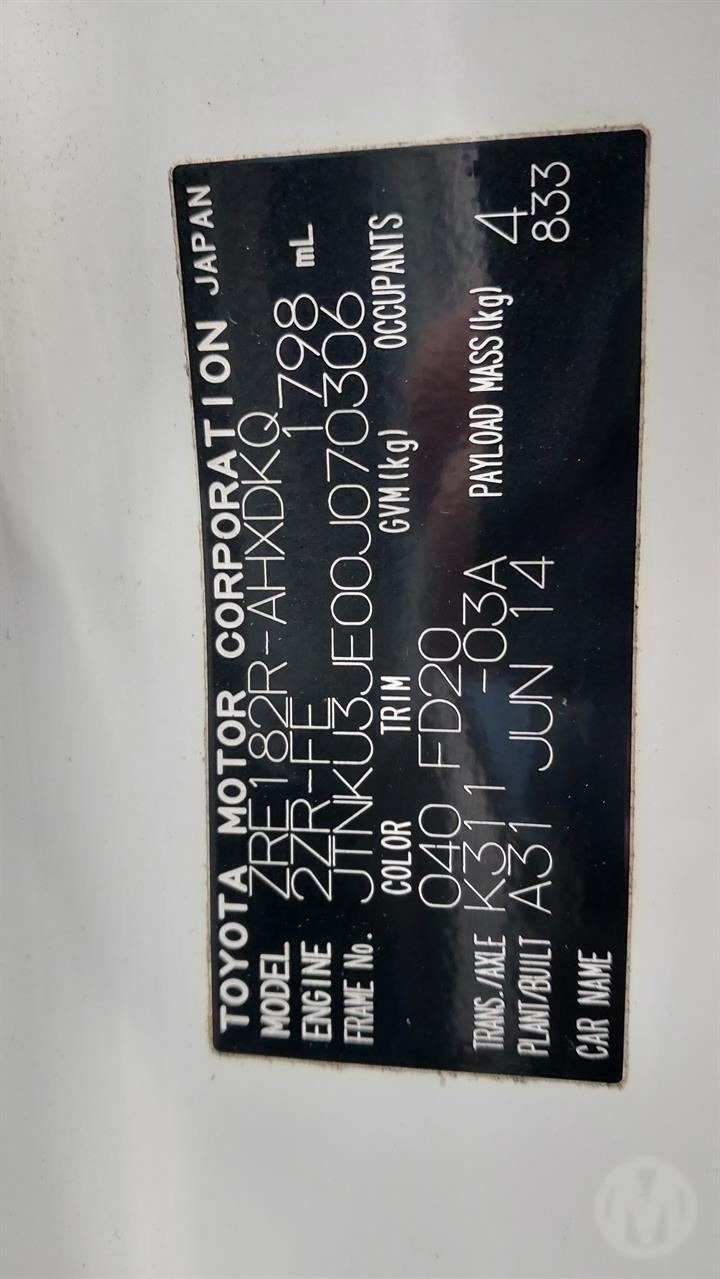 TOYOTA MOTOR CORPORATION JAPAN
MODEL ZRE182R-AHXDKQ
ENGINE 2ZR-FE 1798 mL
FRAME No. JTNKU3JE00J070306
COLOR TRIM GVM(kg) OCCUPANTS
040 FD20
TRANS./AXLE K311 -03A PAYLOAD MASS(kg) 4
PLANT/BUILT A31 JUN 14 833
CAR NAME
M